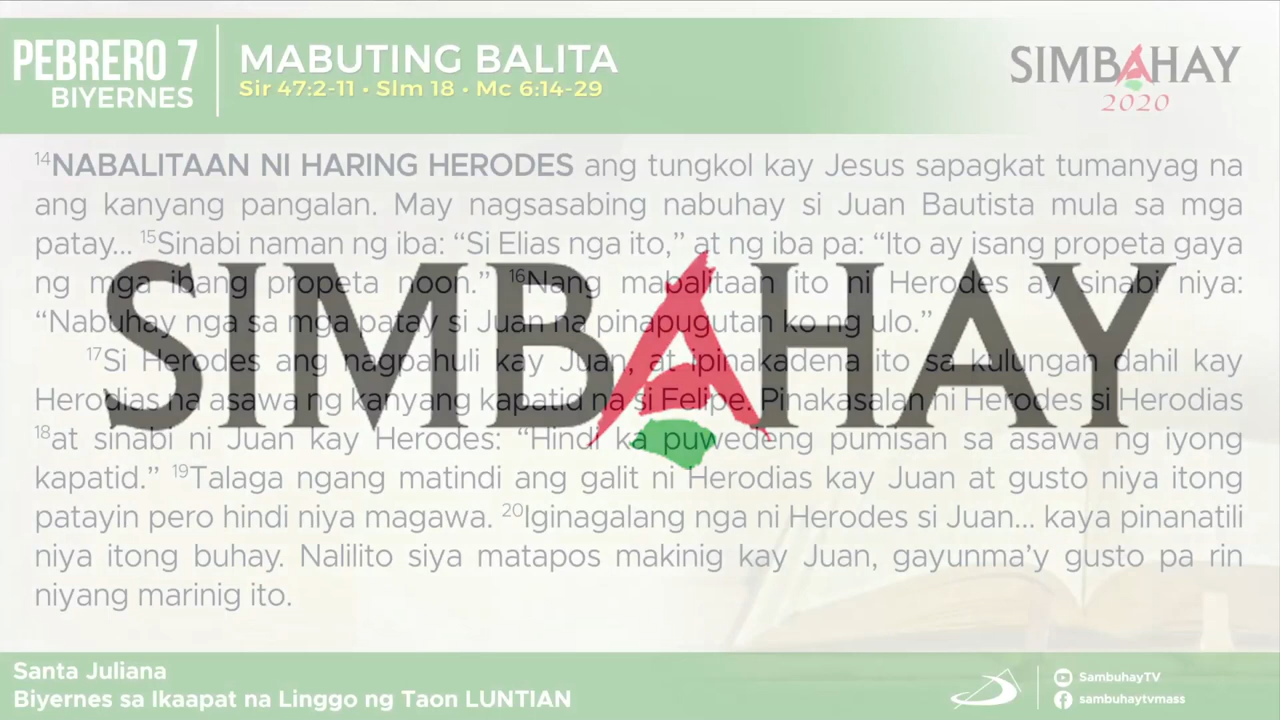 PEBRERO 7
BIYERNES
MABUTING BALITA
Sir 47:2-11 • Slm 18 • Mc 6:14-29
SIMBAHAY
2020
14NABALITAAN NI HARING HERODES ang tungkol kay Jesus sapagkat tumanyag na
ang kanyang pangalan. May nagsasabing nabuhay si Juan Bautista mula sa mga
patay... 15Sinabi naman ng iba: “Si Elias nga ito,” at ng iba pa: “Ito ay isang propeta gaya
ng mga ibang propeta noon.” 16Nang mabalitaan ito ni Herodes ay sinabi niya:
“Nabuhay nga sa mga patay si Juan na pinapugutan ko ng ulo.”
SIMBAHAY
17Si Herodes ang nagpahuli kay Juan, at ipinakadena ito sa kulungan dahil kay
Herodias na asawa ng kanyang kapatid na si Felipe. Pinakasalan ni Herodes si Herodias
18at sinabi ni Juan kay Herodes: “Hindi ka puwedeng pumisan sa asawa ng iyong
kapatid.” 19Talaga ngang matindi ang galit ni Herodias kay Juan at gusto niya itong
patayin pero hindi niya magawa. 20Iginagalang nga ni Herodes si Juan... kaya pinanatili
niya itong buhay. Nalilito siya matapos makinig kay Juan, gayunma’y gusto pa rin
niyang marinig ito.
Santa Juliana
Biyernes sa Ikaapat na Linggo ng Taon LUNTIAN
SambuhayTV
sambuhaytvmass